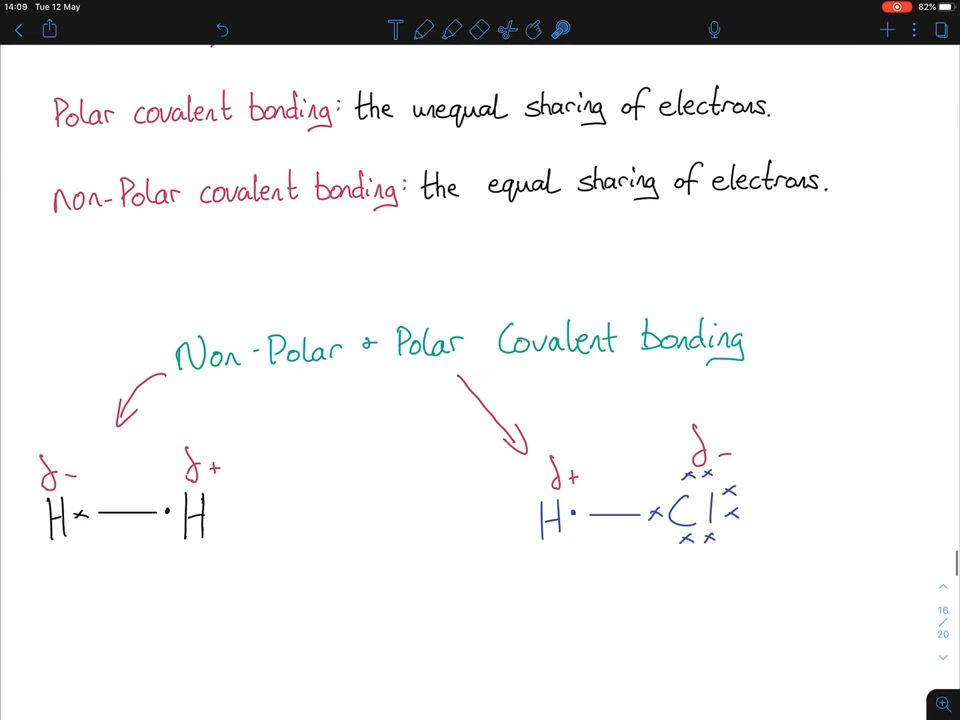 14:09 Tue 12 May 82%
Polar covalent bonding: the unequal sharing of electrons.
Non-Polar covalent bonding: the equal sharing of electrons.
Non-Polar & Polar Covalent bonding
δ- δ+ δ+ δ-
H H H Cl
16
/
20